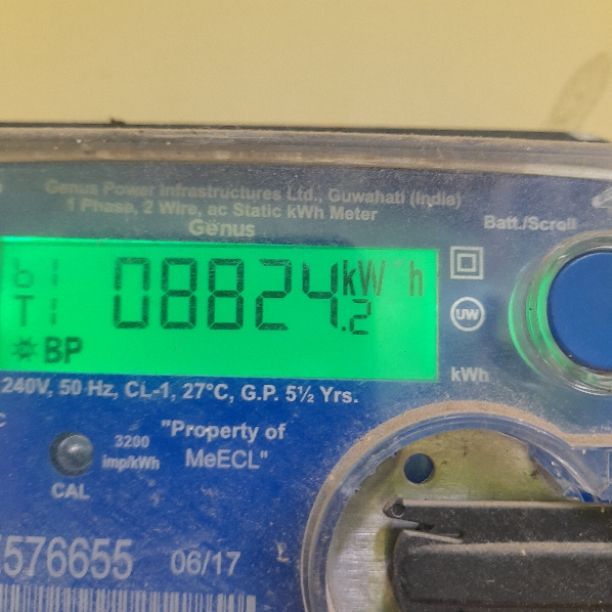 Genus Power Infrastructures Ltd., Guwahati (India)
1 Phase, 2 Wire, ac Static kWh Meter
Genus
Batt./Scroll
08824.2 kWh
UW
BP
kWh
240V, 50 Hz, CL-1, 27°C, G.P. 5½ Yrs.
3200
imp/kWh
CAL
"Property of
MeECL"
576655 06/17